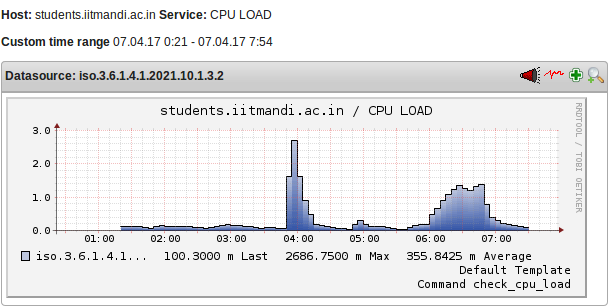 Host: students.iitmandi.ac.in Service: CPU LOAD
Custom time range 07.04.17 0:21 - 07.04.17 7:54
Datasource: iso.3.6.1.4.1.2021.10.1.3.2
students.iitmandi.ac.in / CPU LOAD
RRDTOOL / TOBI OETIKER
3.0
2.0
1.0
0.0
01:00 02:00 03:00 04:00 05:00 06:00 07:00
iso.3.6.1.4.1... 100.3000 m Last 2686.7500 m Max 355.8425 m Average
Default Template
Command check_cpu_load